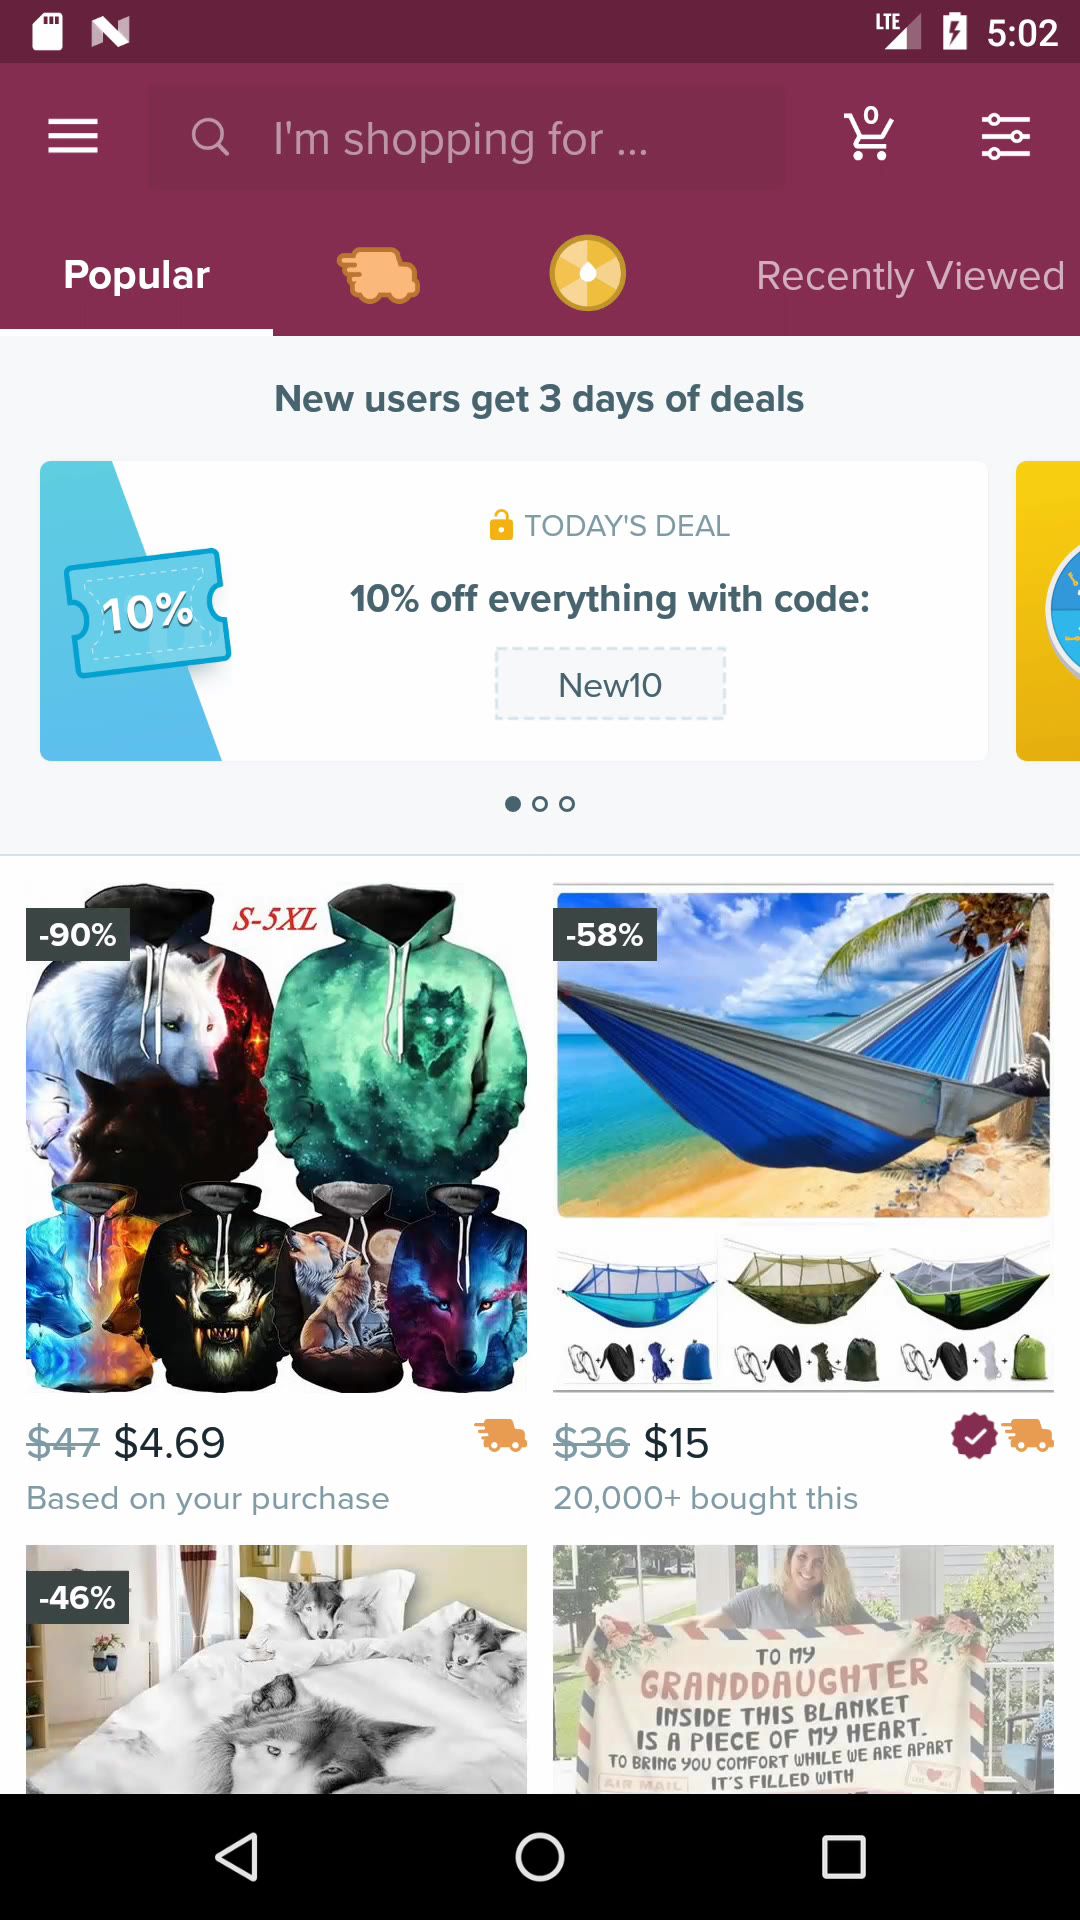 LTE 5:02
I'm shopping for ...
0
Popular
Recently Viewed
New users get 3 days of deals
TODAY'S DEAL
10% off everything with code:
10%
New10
-90%
S-5XL
-58%
$47 $4.69
Based on your purchase
$36 $15
20,000+ bought this
-46%
TO MY
GRANDDAUGHTER
INSIDE THIS BLANKET
IS A PIECE OF MY HEART.
TO BRING YOU COMFORT WHILE WE ARE APART
AIR MAIL
IT'S FILLED WITH